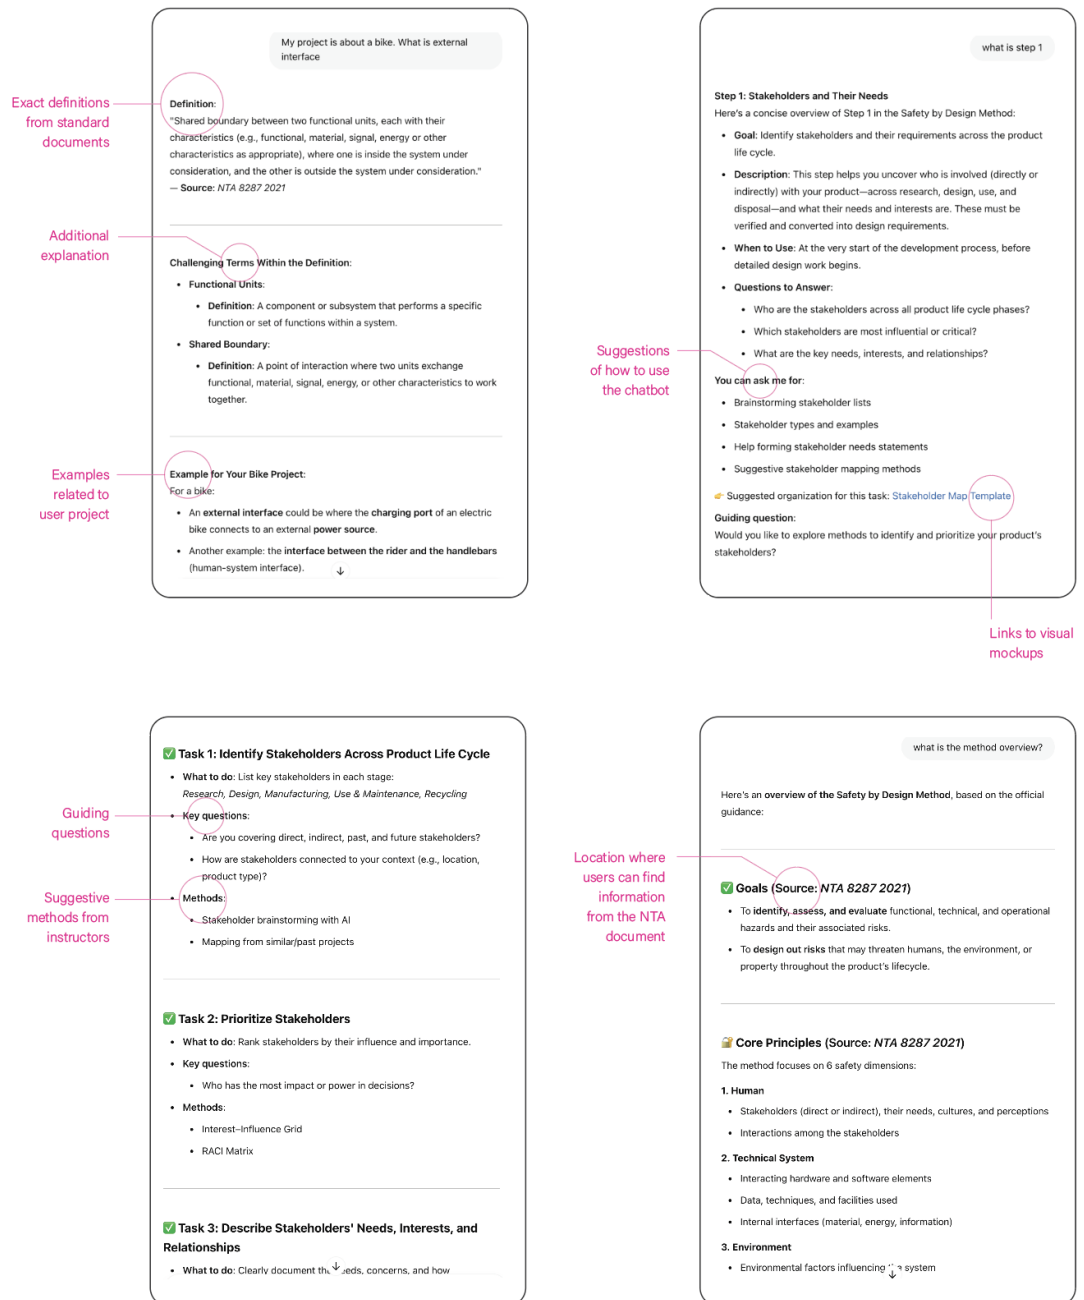 My project is about a bike. What is external
interface
Exact definitions
from standard
documents
Definition:
"Shared boundary between two functional units, each with their
characteristics (e.g., functional, material, signal, energy or other
characteristics as appropriate), where one is inside the system under
consideration, and the other is outside the system under consideration."
— Source: NTA 8287 2021
Additional
explanation
Challenging Terms Within the Definition:
• Functional Units:
• Definition: A component or subsystem that performs a specific
function or set of functions within a system.
• Shared Boundary:
• Definition: A point of interaction where two units exchange
functional, material, signal, energy, or other characteristics to work
together.
Examples
related to
user project
Example for Your Bike Project:
For a bike:
• An external interface could be where the charging port of an electric
bike connects to an external power source.
• Another example: the interface between the rider and the handlebars
(human-system interface).
what is step 1
Step 1: Stakeholders and Their Needs
Here's a concise overview of Step 1 in the Safety by Design Method:
• Goal: Identify stakeholders and their requirements across the product
life cycle.
• Description: This step helps you uncover who is involved (directly or
indirectly) with your product—across research, design, use, and
disposal—and what their needs and interests are. These must be
verified and converted into design requirements.
• When to Use: At the very start of the development process, before
detailed design work begins.
• Questions to Answer:
• Who are the stakeholders across all product life cycle phases?
• Which stakeholders are most influential or critical?
• What are the key needs, interests, and relationships?
Suggestions
of how to use
the chatbot
You can ask me for:
• Brainstorming stakeholder lists
• Stakeholder types and examples
• Help forming stakeholder needs statements
• Suggestive stakeholder mapping methods
👉 Suggested organization for this task: Stakeholder Map Template
Guiding question:
Would you like to explore methods to identify and prioritize your product's
stakeholders?
Links to visual
mockups
✅ Task 1: Identify Stakeholders Across Product Life Cycle
• What to do: List key stakeholders in each stage:
Research, Design, Manufacturing, Use & Maintenance, Recycling
Guiding
questions
• Key questions:
• Are you covering direct, indirect, past, and future stakeholders?
• How are stakeholders connected to your context (e.g., location,
product type)?
Suggestive
methods from
instructors
• Methods:
• Stakeholder brainstorming with AI
• Mapping from similar/past projects
✅ Task 2: Prioritize Stakeholders
• What to do: Rank stakeholders by their influence and importance.
• Key questions:
• Who has the most impact or power in decisions?
• Methods:
• Interest–Influence Grid
• RACI Matrix
✅ Task 3: Describe Stakeholders' Needs, Interests, and
Relationships
• What to do: Clearly document concerns, and how
what is the method overview?
Here's an overview of the Safety by Design Method, based on the official
guidance:
Location where
users can find
information
from the NTA
document
✅ Goals (Source: NTA 8287 2021)
• To identify, assess, and evaluate functional, technical, and operational
hazards and their associated risks.
• To design out risks that may threaten humans, the environment, or
property throughout the product's lifecycle.
🔐 Core Principles (Source: NTA 8287 2021)
The method focuses on 6 safety dimensions:
1. Human
• Stakeholders (direct or indirect), their needs, cultures, and perceptions
• Interactions among the stakeholders
2. Technical System
• Interacting hardware and software elements
• Data, techniques, and facilities used
• Internal interfaces (material, energy, information)
3. Environment
• Environmental factors influencing system